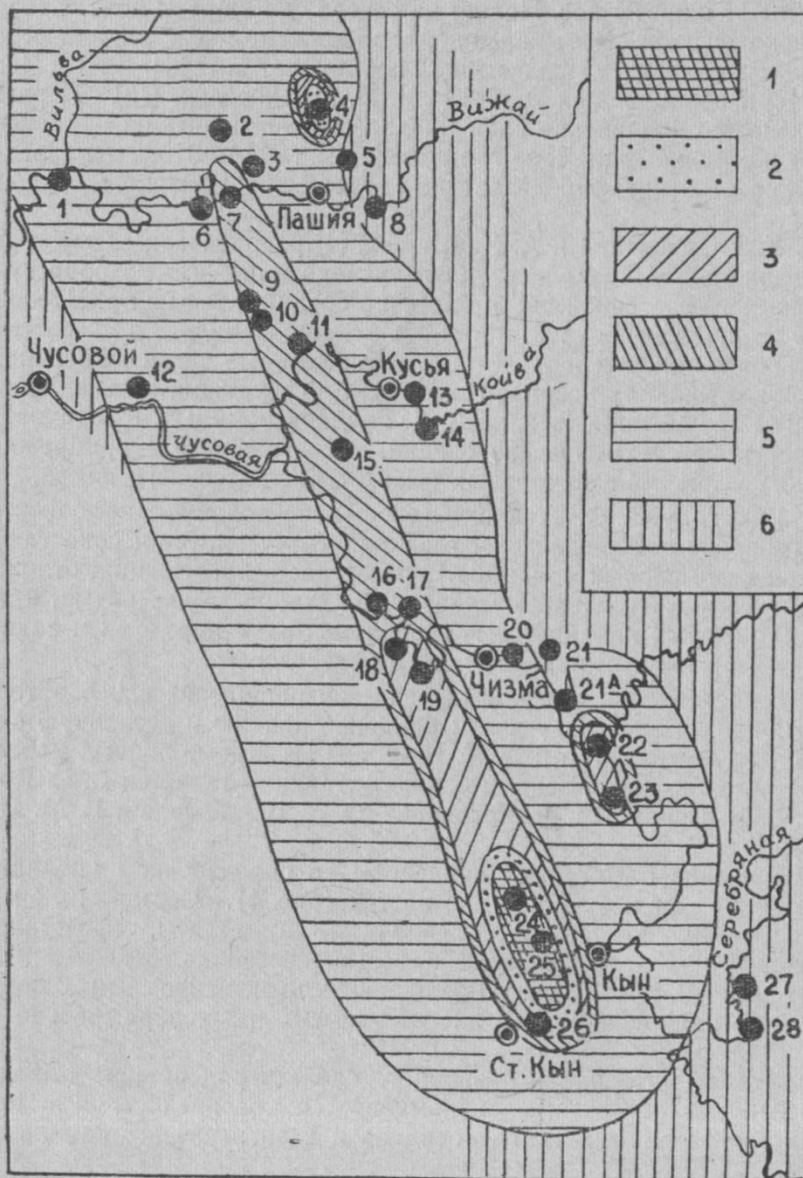 Вильва
4
1
Вижай
2
2
3
5
1
Пашия
6
7
8
3
9
10
11
4
Чусовой
12
Кусья
Койва
13
5
14
Чусовая
15
6
16
17
20
21
18
19
Чизма
21А
22
23
Серебряная
24
25
Кын
27
26
28
Ст. Кын